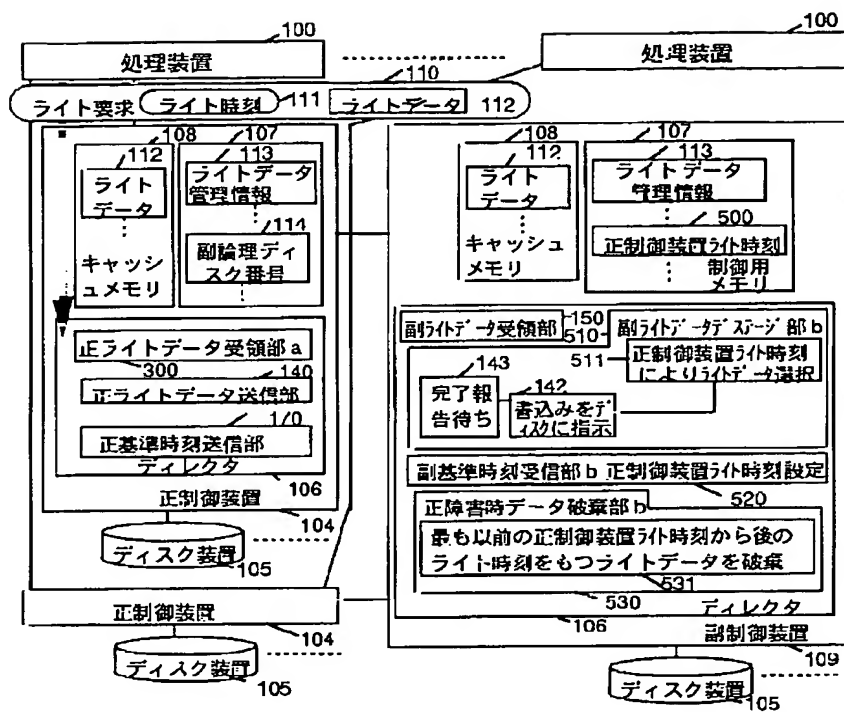 100
処理装置
100
処理装置
110
ライト要求 ライト時刻 111 ライトデータ 112
108
112
ライト
データ
キャッシ
ュメモリ
107
113
ライトデータ
管理情報
114
副論理ディ
スク番号
正ライトデータ受領部a
300
140
正ライトデータ送信部
170
正基準時刻送信部
ディレクタ
106
正制御装置
104
ディスク装置
105
正制御装置
104
ディスク装置
105
108
112
ライト
データ
キャッシュ
メモリ
107
113
ライトデータ
管理情報
500
正制御装置ライト時刻
制御用
メモリ
副ライトデータ受領部
150
510
副ライトデータデステージ部b
511
正制御装置ライト時刻
によりライトデータ選択
143
完了報
告待ち
142
書込みをディ
スクに指示
副基準時刻受信部b 正制御装置ライト時刻設定
520
正障害時データ破棄部b
最も以前の正制御装置ライト時刻から後の
ライト時刻をもつライトデータを破棄
531
530
ディレクタ
106
副制御装置
109
ディスク装置
105